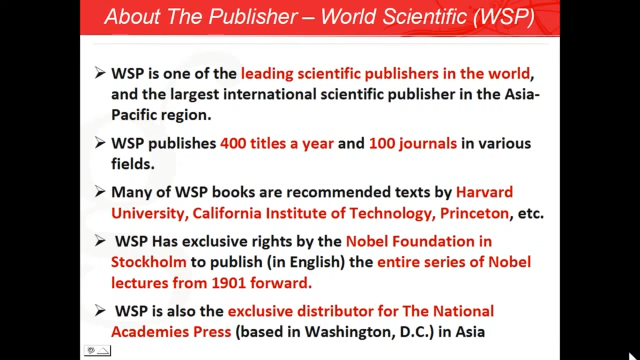 About The Publisher – World Scientific (WSP)
WSP is one of the leading scientific publishers in the world,
and the largest international scientific publisher in the Asia-
Pacific region.
WSP publishes 400 titles a year and 100 journals in various
fields.
Many of WSP books are recommended texts by Harvard
University, California Institute of Technology, Princeton, etc.
WSP Has exclusive rights by the Nobel Foundation in
Stockholm to publish (in English) the entire series of Nobel
lectures from 1901 forward.
WSP is also the exclusive distributor for The National
Academies Press (based in Washington, D.C.) in Asia